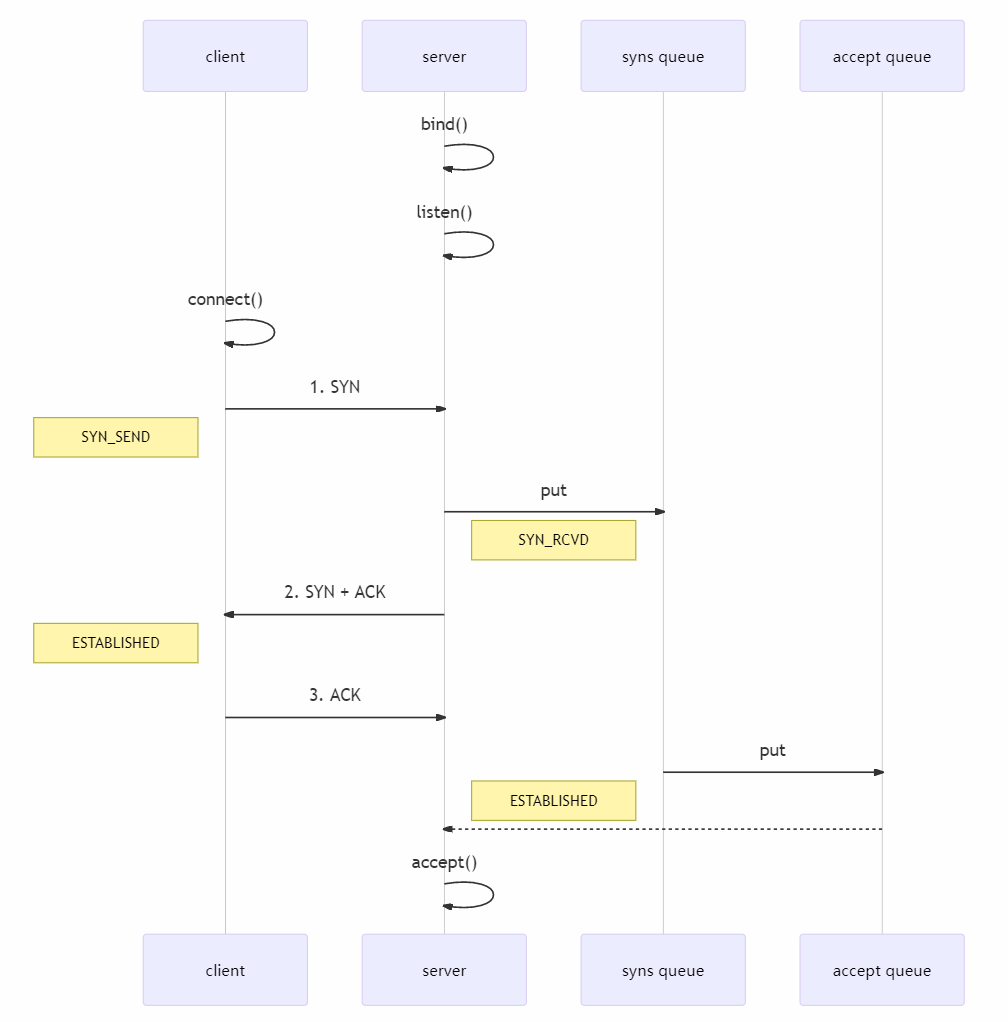 client
server
syns queue
accept queue
bind()
listen()
connect()
1. SYN
SYN_SEND
put
SYN_RCVD
2. SYN + ACK
ESTABLISHED
3. ACK
put
ESTABLISHED
accept()
client
server
syns queue
accept queue